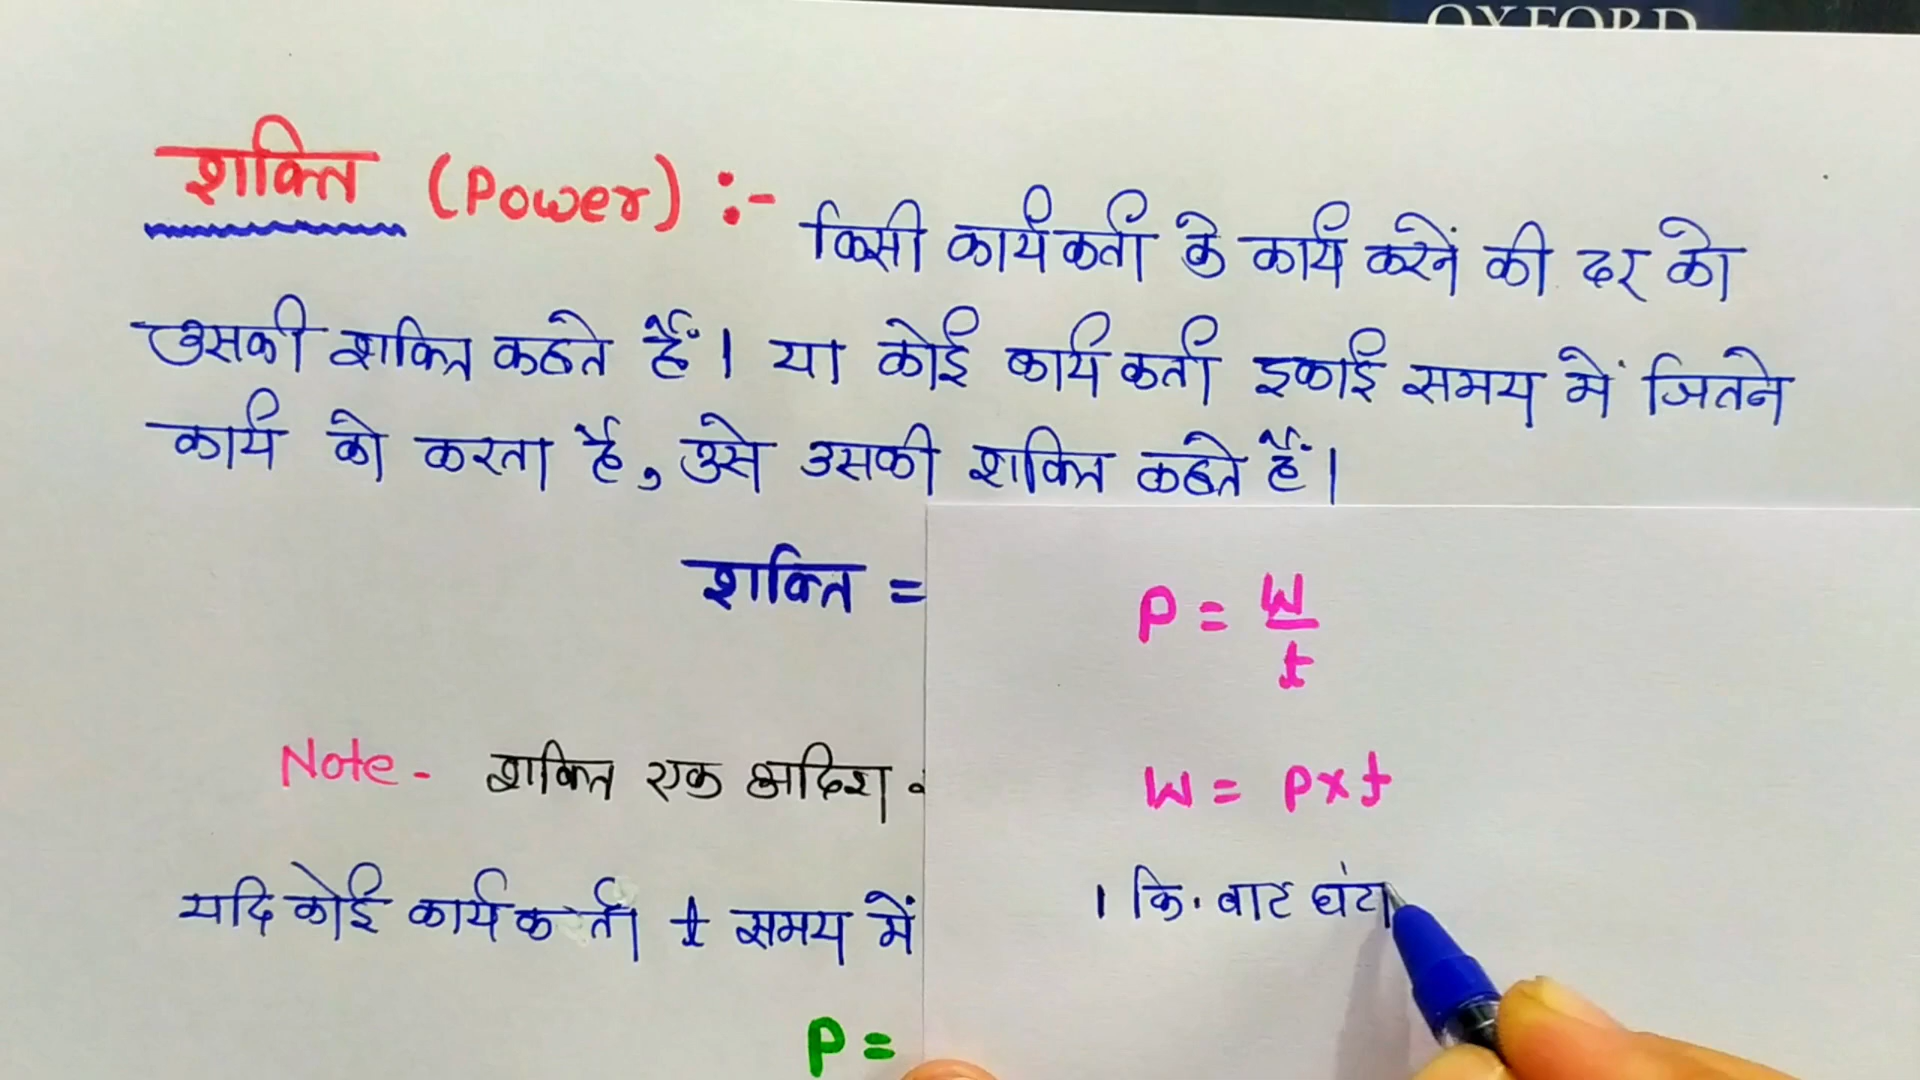 OXFORD
शक्ति (Power) :- किसी कार्यकर्ता के कार्य करनें की दर को
उसकी शक्ति कहते हैं। या कोई कार्यकर्ता इकाई समय में जितने
कार्य को करता है, उसे उसकी शक्ति कहते हैं।
शक्ति =
Note - शक्ति एक अदिश
यदि कोई कार्यकर्ता t समय में
P =
P = W/t
W = P×t
1 कि. वाट घंटा